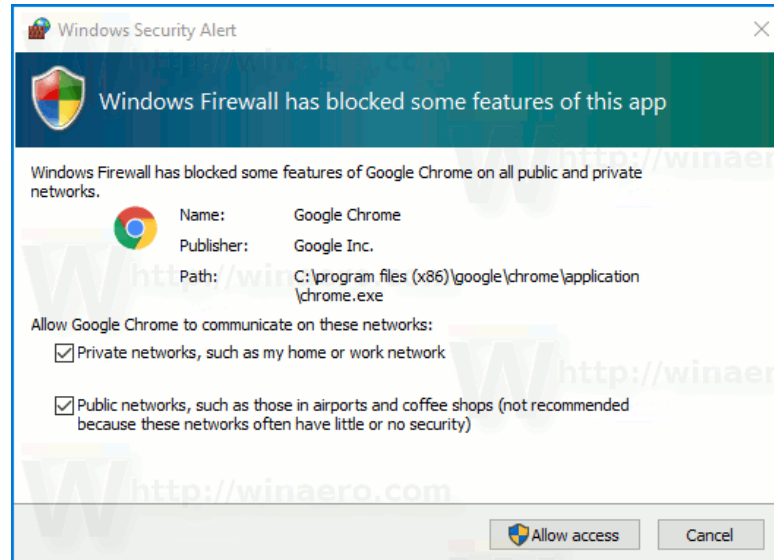 Windows Security Alert
Windows Firewall has blocked some features of this app
Windows Firewall has blocked some features of Google Chrome on all public and private
networks.
Name: Google Chrome
Publisher: Google Inc.
Path: C:\program files (x86)\google\chrome\application
\chrome.exe
Allow Google Chrome to communicate on these networks:
Private networks, such as my home or work network
Public networks, such as those in airports and coffee shops (not recommended
because these networks often have little or no security)
Allow access Cancel
http://winaero.com